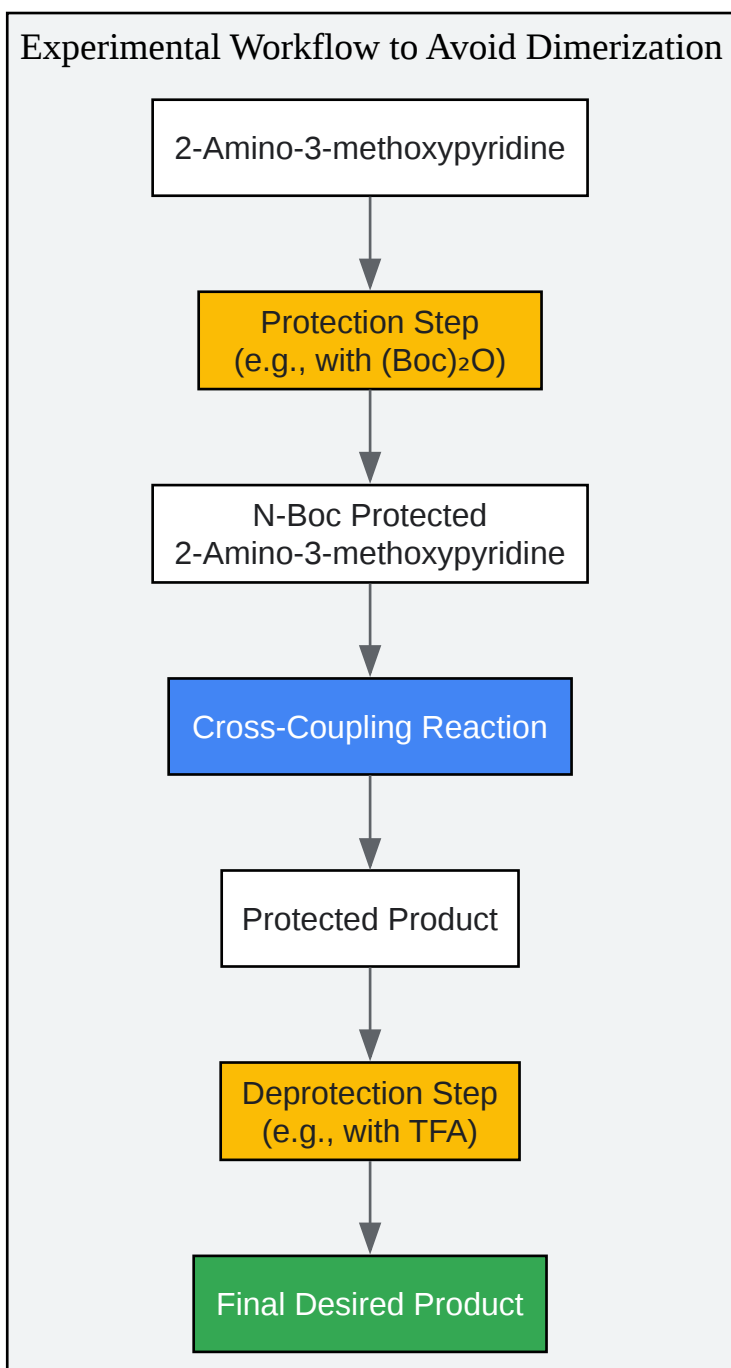 Experimental Workflow to Avoid Dimerization
2-Amino-3-methoxypyridine
Protection Step
(e.g., with (Boc)₂O)
N-Boc Protected
2-Amino-3-methoxypyridine
Cross-Coupling Reaction
Protected Product
Deprotection Step
(e.g., with TFA)
Final Desired Product